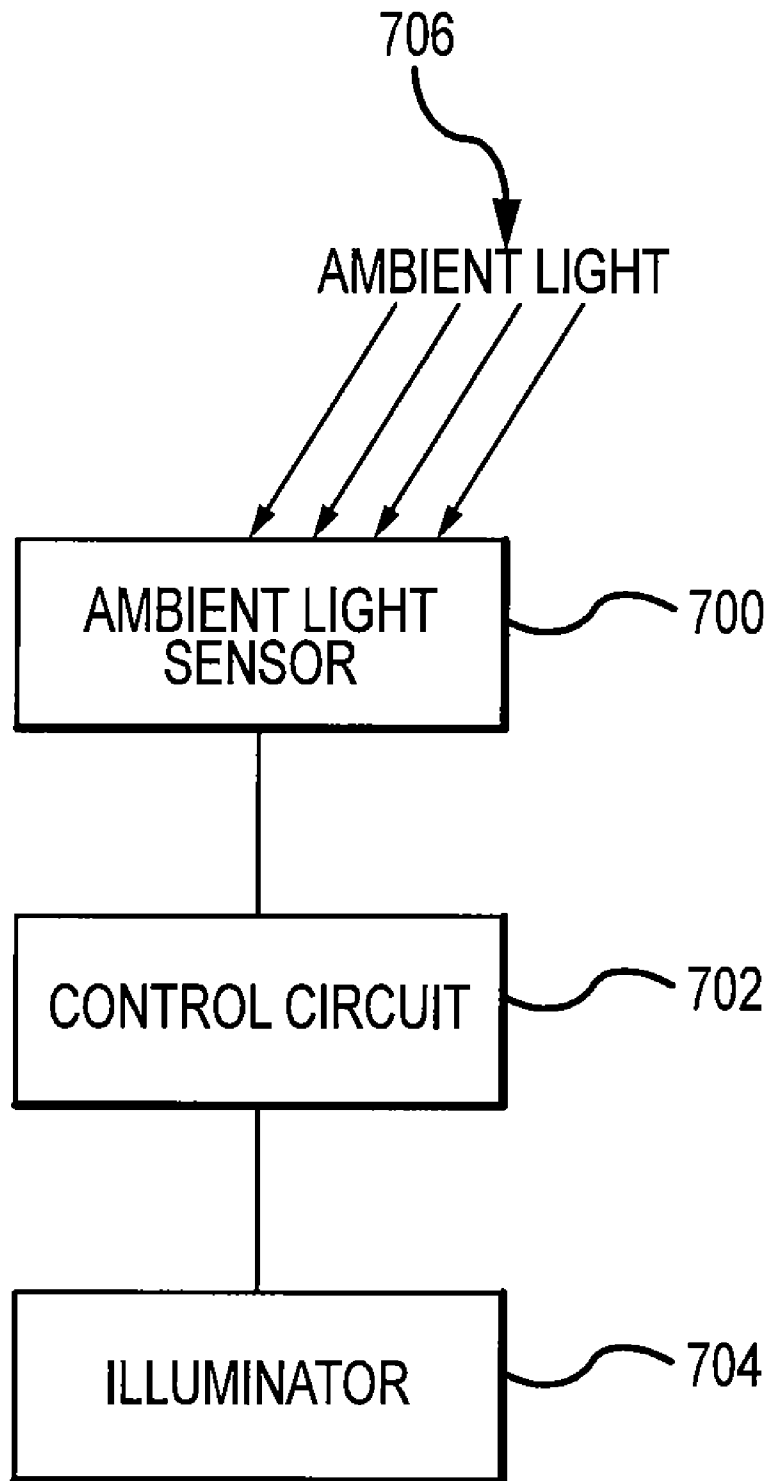 706
AMBIENT LIGHT
AMBIENT LIGHT
SENSOR
700
CONTROL CIRCUIT
702
ILLUMINATOR
704